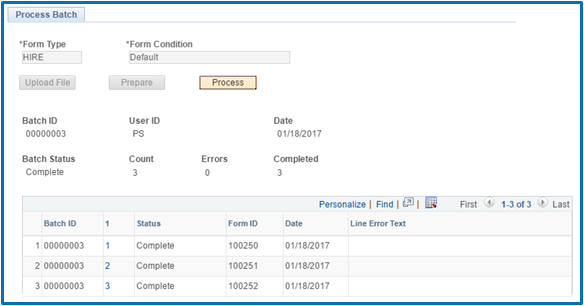 Process Batch
*Form Type *Form Condition
HIRE Default
Upload File Prepare Process
Batch ID User ID Date
00000003 PS 01/18/2017
Batch Status Count Errors Completed
Complete 3 0 3
Personalize | Find | | First 1-3 of 3 Last
Batch ID 1 Status Form ID Date Line Error Text
1 00000003 1 Complete 100250 01/18/2017
2 00000003 2 Complete 100251 01/18/2017
3 00000003 3 Complete 100252 01/18/2017